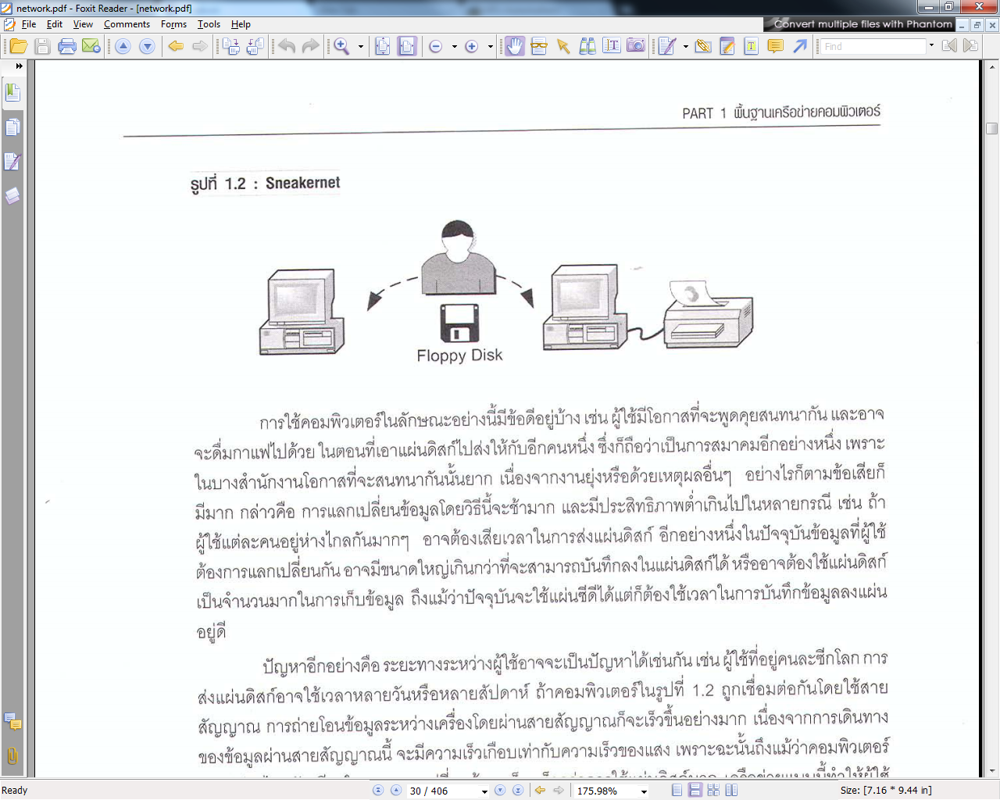 network.pdf - Foxit Reader - [network.pdf]
File Edit View Comments Forms Tools Help
Convert multiple files with Phantom
Find
PART 1 พื้นฐานเครือข่ายคอมพิวเตอร์
รูปที่ 1.2 : Sneakernet
Floppy Disk
การใช้คอมพิวเตอร์ในลักษณะอย่างนี้มีข้อดีอยู่บ้าง เช่น ผู้ใช้มีโอกาสที่จะพูดคุยสนทนากัน และอาจ
จะดื่มกาแฟไปด้วย ในตอนที่เอาแผ่นดิสก์ไปส่งให้กับอีกคนหนึ่ง ซึ่งก็ถือว่าเป็นการสมาคมอีกอย่างหนึ่ง เพราะ
ในบางสำนักงานโอกาสที่จะสนทนากันนั้นยาก เนื่องจากงานยุ่งหรือด้วยเหตุผลอื่นๆ อย่างไรก็ตามข้อเสียก็
มีมาก กล่าวคือ การแลกเปลี่ยนข้อมูลโดยวิธีนี้จะช้ามาก และมีประสิทธิภาพต่ำเกินไปในหลายกรณี เช่น ถ้า
ผู้ใช้แต่ละคนอยู่ห่างไกลกันมากๆ อาจต้องเสียเวลาในการส่งแผ่นดิสก์ อีกอย่างหนึ่งในปัจจุบันข้อมูลที่ผู้ใช้
ต้องการแลกเปลี่ยนกัน อาจมีขนาดใหญ่เกินกว่าที่จะสามารถบันทึกลงในแผ่นดิสก์ได้ หรืออาจต้องใช้แผ่นดิสก์
เป็นจำนวนมากในการเก็บข้อมูล ถึงแม้ว่าปัจจุบันจะใช้แผ่นซีดีได้แต่ก็ต้องใช้เวลาในการบันทึกข้อมูลลงแผ่น
อยู่ดี
ปัญหาอีกอย่างคือ ระยะทางระหว่างผู้ใช้อาจจะเป็นปัญหาได้เช่นกัน เช่น ผู้ใช้ที่อยู่คนละซีกโลก การ
ส่งแผ่นดิสก์อาจใช้เวลาหลายวันหรือหลายสัปดาห์ ถ้าคอมพิวเตอร์ในรูปที่ 1.2 ถูกเชื่อมต่อกันโดยใช้สาย
สัญญาณ การถ่ายโอนข้อมูลระหว่างเครื่องโดยผ่านสายสัญญาณก็จะเร็วขึ้นอย่างมาก เนื่องจากการเดินทาง
ของข้อมูลผ่านสายสัญญาณนี้ จะมีความเร็วเกือบเท่ากับความเร็วของแสง เพราะฉะนั้นถึงแม้ว่าคอมพิวเตอร์
Ready
30 / 406
175.98%
Size: [7.16 * 9.44 in]